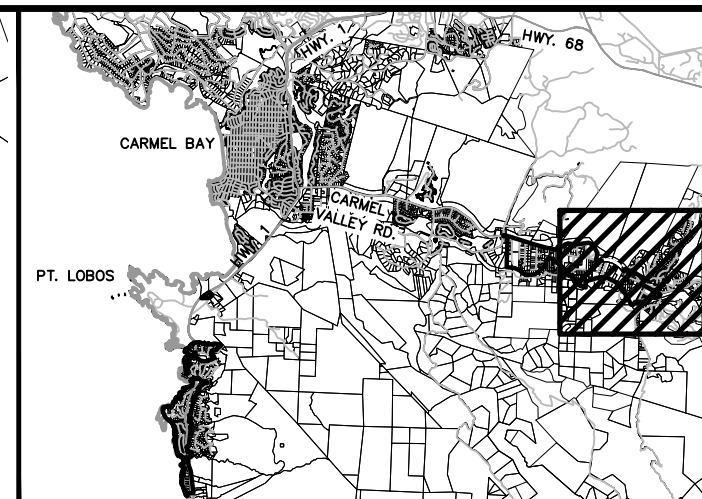 HWY. 1
HWY. 68
CARMEL BAY
CARMEL
VALLEY RD.
HWY. 1
PT. LOBOS